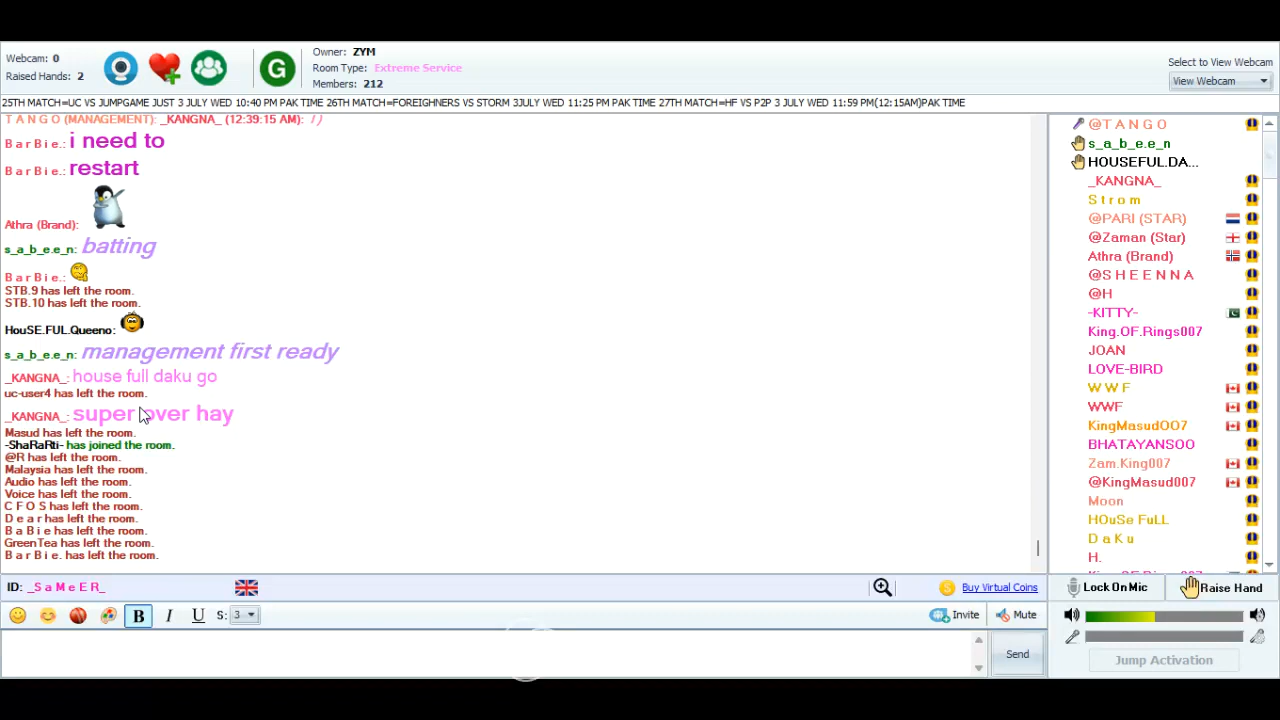 Webcam: 0
Raised Hands: 2
Owner: ZYM
Room Type: Extreme Service
Members: 212
Select to View Webcam
View Webcam
25TH MATCH=UC VS JUMPGAME JUST 3 JULY WED 10:40 PM PAK TIME 26TH MATCH=FOREIGHNERS VS STORM 3JULY WED 11:25 PM PAK TIME 27TH MATCH=HF VS P2P 3 JULY WED 11:59 PM(12:15AM)PAK TIME
T A N G O (MANAGEMENT): _KANGNA_ (12:39:15 AM): 7)
B a r B i e .: i need to
B a r B i e .: restart
Athra (Brand):
s_a_b_e.e_n: batting
B a r B i e .:
STB.9 has left the room.
STB.10 has left the room.
HouSE.FUL.Queeno:
s_a_b_e.e_n: management first ready
_KANGNA_: house full daku go
uc-user4 has left the room.
_KANGNA_: super over hay
Masud has left the room.
-ShaRaRti- has joined the room.
@R has left the room.
Malaysia has left the room.
Audio has left the room.
Voice has left the room.
C F O S has left the room.
D e a r has left the room.
B a B i e has left the room.
GreenTea has left the room.
B a r B i e . has left the room.
@T A N G O
s_a_b_e.e_n
HOUSEFUL.DA...
_KANGNA_
S t r o m
@PARI (STAR)
@Zaman (Star)
Athra (Brand)
@S H E E N N A
@H
-KITTY-
King.OF.Rings007
JOAN
LOVE-BIRD
W W F
WWF
KingMasudOO7
BHATAYANSOO
Zam.King007
@KingMasud007
Moon
HOuSe FuLL
D a K u
H.
ID: _S a M e E R_
Buy Virtual Coins
Lock On Mic
Raise Hand
B I U S: 3
Invite
Mute
Send
Jump Activation